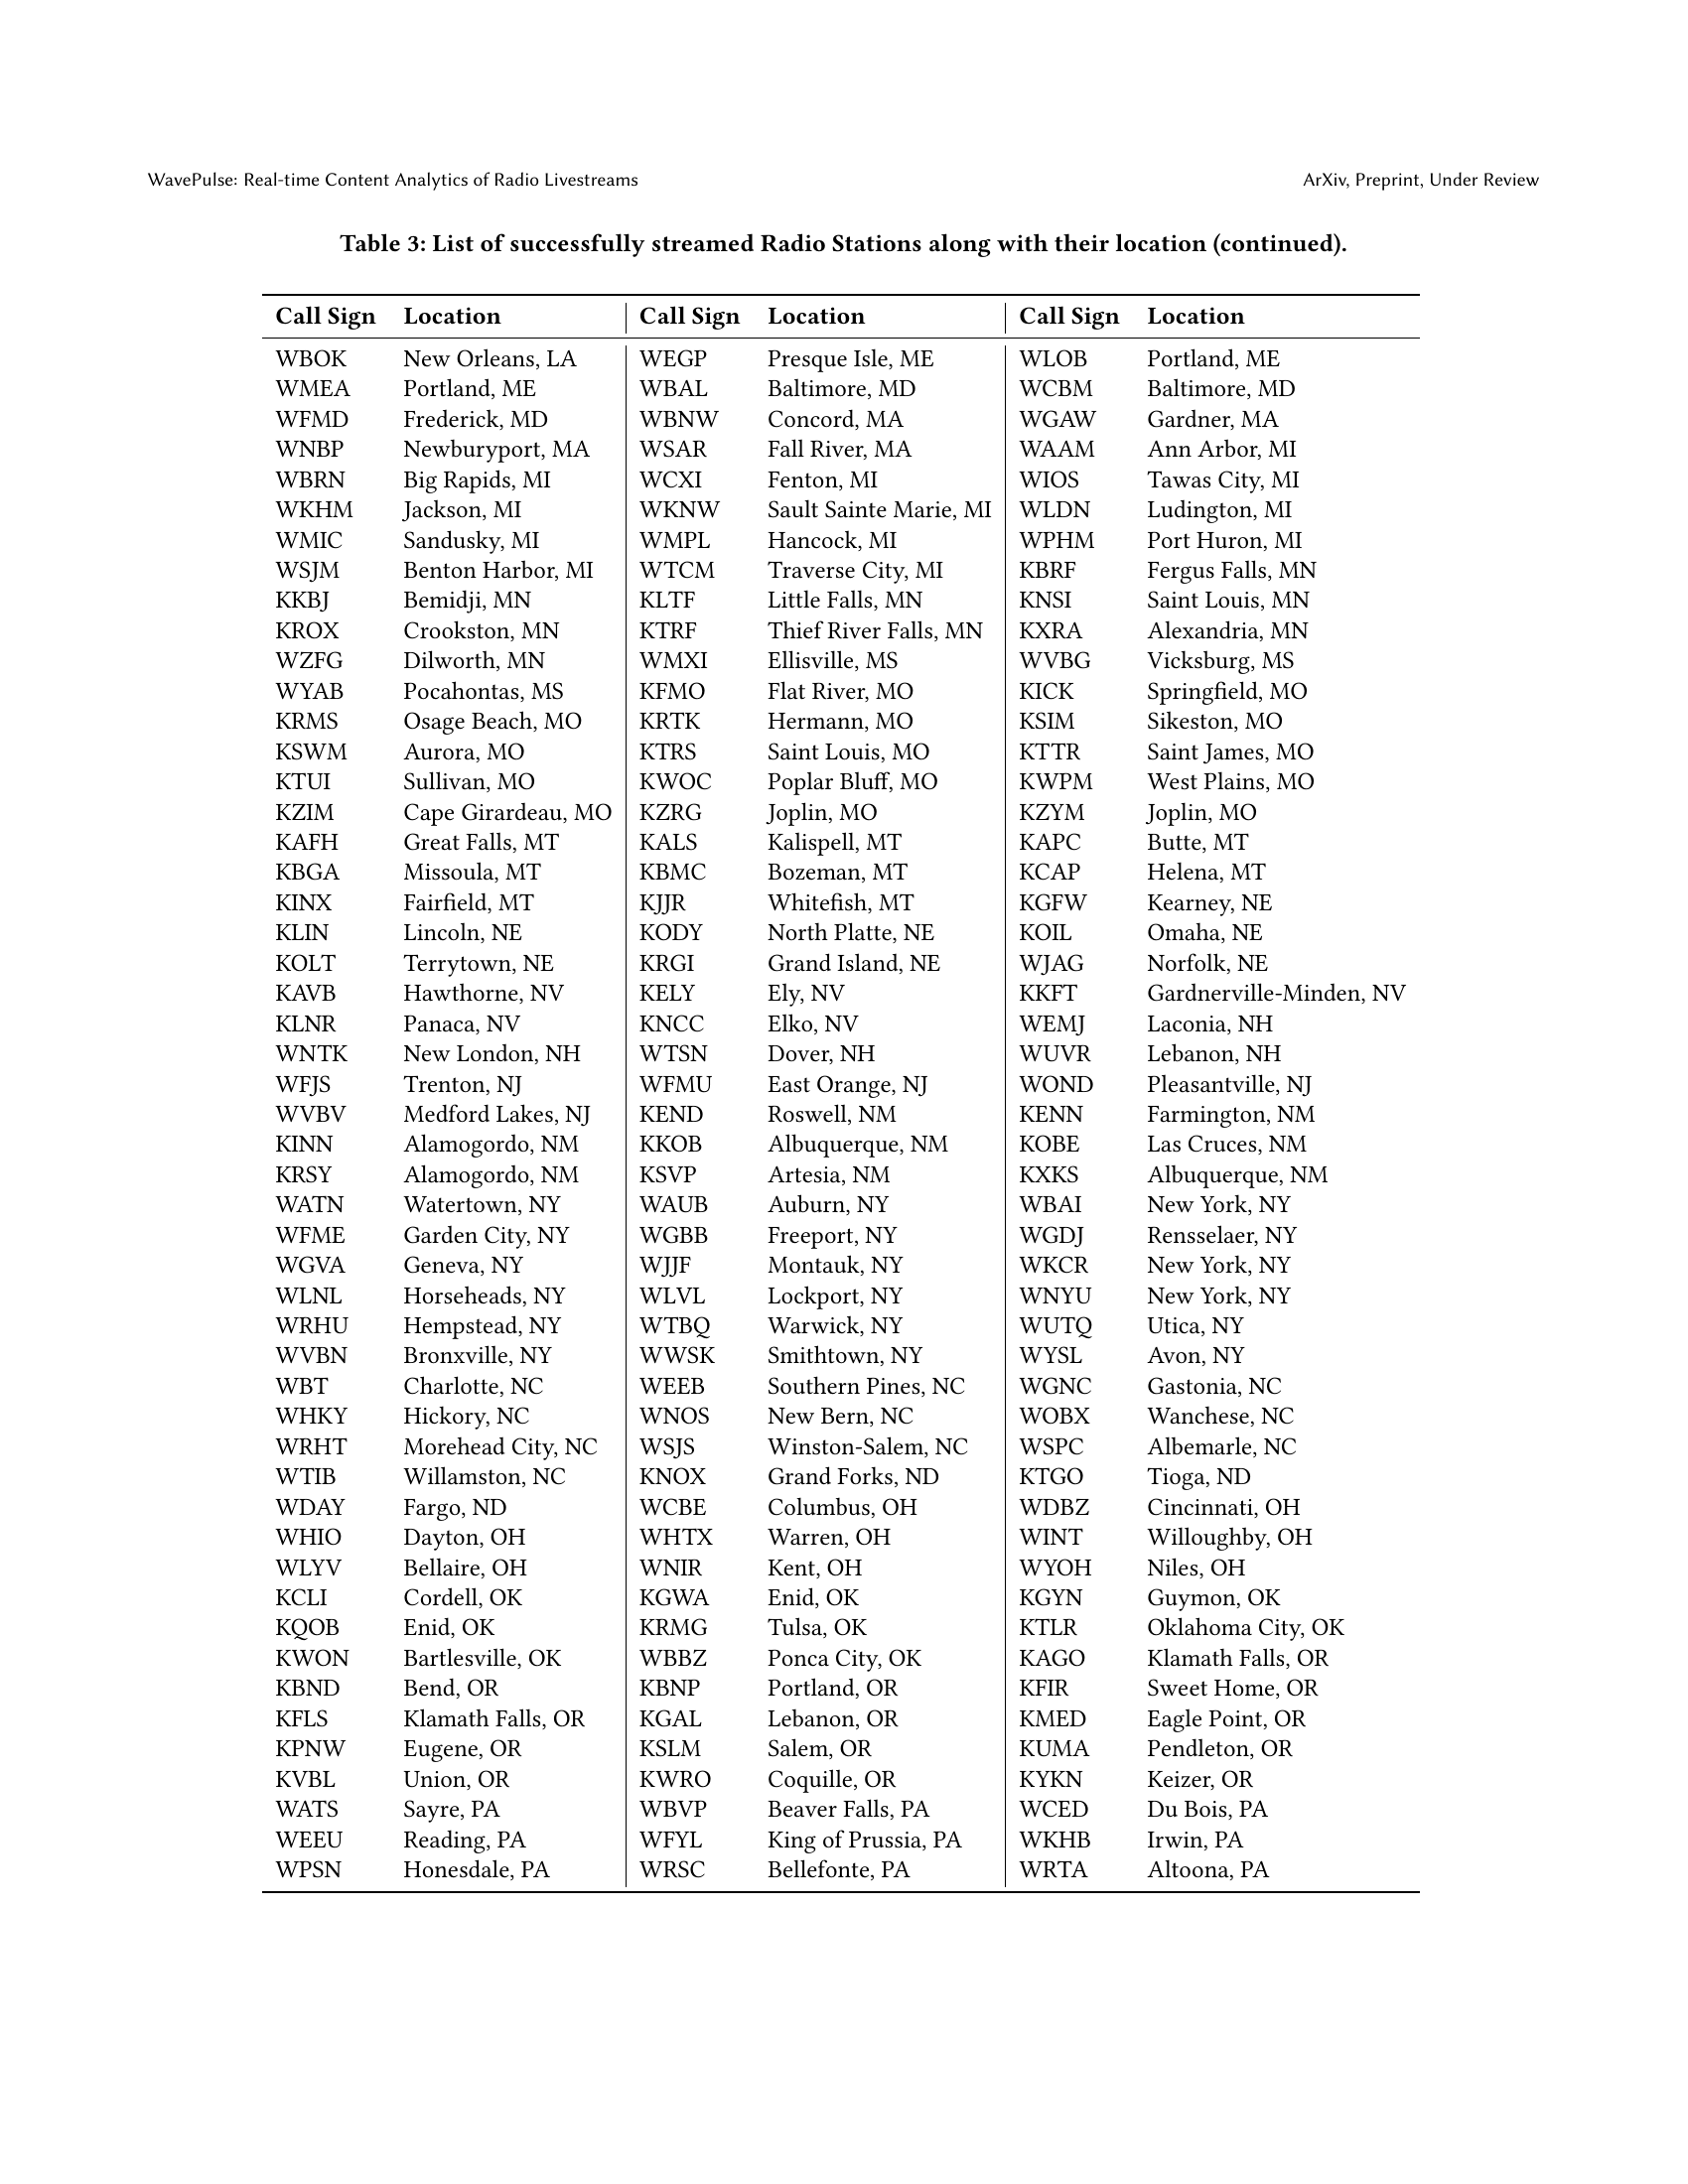 WavePulse: Real-time Content Analytics of Radio Livestreams ArXiv, Preprint, Under Review
Table 3: List of successfully streamed Radio Stations along with their location (continued).
Call Sign Location Call Sign Location Call Sign Location
WBOK New Orleans, LA WEGP Presque Isle, ME WLOB Portland, ME
WMEA Portland, ME WBAL Baltimore, MD WCBM Baltimore, MD
WFMD Frederick, MD WBNW Concord, MA WGAW Gardner, MA
WNBP Newburyport, MA WSAR Fall River, MA WAAM Ann Arbor, MI
WBRN Big Rapids, MI WCXI Fenton, MI WIOS Tawas City, MI
WKHM Jackson, MI WKNW Sault Sainte Marie, MI WLDN Ludington, MI
WMIC Sandusky, MI WMPL Hancock, MI WPHM Port Huron, MI
WSJM Benton Harbor, MI WTCM Traverse City, MI KBRF Fergus Falls, MN
KKBJ Bemidji, MN KLTF Little Falls, MN KNSI Saint Louis, MN
KROX Crookston, MN KTRF Thief River Falls, MN KXRA Alexandria, MN
WZFG Dilworth, MN WMXI Ellisville, MS WVBG Vicksburg, MS
WYAB Pocahontas, MS KFMO Flat River, MO KICK Springfield, MO
KRMS Osage Beach, MO KRTK Hermann, MO KSIM Sikeston, MO
KSWM Aurora, MO KTRS Saint Louis, MO KTTR Saint James, MO
KTUI Sullivan, MO KWOC Poplar Bluff, MO KWPM West Plains, MO
KZIM Cape Girardeau, MO KZRG Joplin, MO KZYM Joplin, MO
KAFH Great Falls, MT KALS Kalispell, MT KAPC Butte, MT
KBGA Missoula, MT KBMC Bozeman, MT KCAP Helena, MT
KINX Fairfield, MT KJJR Whitefish, MT KGFW Kearney, NE
KLIN Lincoln, NE KODY North Platte, NE KOIL Omaha, NE
KOLT Terrytown, NE KRGI Grand Island, NE WJAG Norfolk, NE
KAVB Hawthorne, NV KELY Ely, NV KKFT Gardnerville-Minden, NV
KLNR Panaca, NV KNCC Elko, NV WEMJ Laconia, NH
WNTK New London, NH WTSN Dover, NH WUVR Lebanon, NH
WFJS Trenton, NJ WFMU East Orange, NJ WOND Pleasantville, NJ
WVBV Medford Lakes, NJ KEND Roswell, NM KENN Farmington, NM
KINN Alamogordo, NM KKOB Albuquerque, NM KOBE Las Cruces, NM
KRSY Alamogordo, NM KSVP Artesia, NM KXKS Albuquerque, NM
WATN Watertown, NY WAUB Auburn, NY WBAI New York, NY
WFME Garden City, NY WGBB Freeport, NY WGDJ Rensselaer, NY
WGVA Geneva, NY WJJF Montauk, NY WKCR New York, NY
WLNL Horseheads, NY WLVL Lockport, NY WNYU New York, NY
WRHU Hempstead, NY WTBQ Warwick, NY WUTQ Utica, NY
WVBN Bronxville, NY WWSK Smithtown, NY WYSL Avon, NY
WBT Charlotte, NC WEEB Southern Pines, NC WGNC Gastonia, NC
WHKY Hickory, NC WNOS New Bern, NC WOBX Wanchese, NC
WRHT Morehead City, NC WSJS Winston-Salem, NC WSPC Albemarle, NC
WTIB Willamston, NC KNOX Grand Forks, ND KTGO Tioga, ND
WDAY Fargo, ND WCBE Columbus, OH WDBZ Cincinnati, OH
WHIO Dayton, OH WHTX Warren, OH WINT Willoughby, OH
WLYV Bellaire, OH WNIR Kent, OH WYOH Niles, OH
KCLI Cordell, OK KGWA Enid, OK KGYN Guymon, OK
KQOB Enid, OK KRMG Tulsa, OK KTLR Oklahoma City, OK
KWON Bartlesville, OK WBBZ Ponca City, OK KAGO Klamath Falls, OR
KBND Bend, OR KBNP Portland, OR KFIR Sweet Home, OR
KFLS Klamath Falls, OR KGAL Lebanon, OR KMED Eagle Point, OR
KPNW Eugene, OR KSLM Salem, OR KUMA Pendleton, OR
KVBL Union, OR KWRO Coquille, OR KYKN Keizer, OR
WATS Sayre, PA WBVP Beaver Falls, PA WCED Du Bois, PA
WEEU Reading, PA WFYL King of Prussia, PA WKHB Irwin, PA
WPSN Honesdale, PA WRSC Bellefonte, PA WRTA Altoona, PA